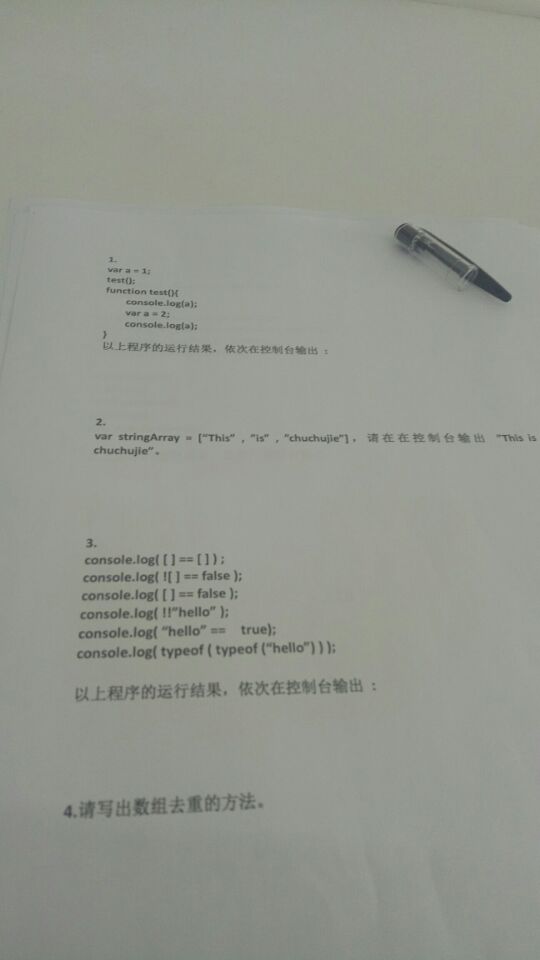 1.
var a = 1;
test();
function test(){
console.log(a);
var a = 2;
console.log(a);
}
以上程序的运行结果，依次在控制台输出：
2.
var stringArray = [“This” , “is” , “chuchujie”]，请在在控制台输出 “This is
chuchujie”。
3.
console.log( [ ] == [ ] ) ;
console.log( ![ ] == false );
console.log( [ ] == false );
console.log( !!“hello” );
console.log( “hello” == true);
console.log( typeof ( typeof (“hello”) ) );
以上程序的运行结果，依次在控制台输出：
4.请写出数组去重的方法。